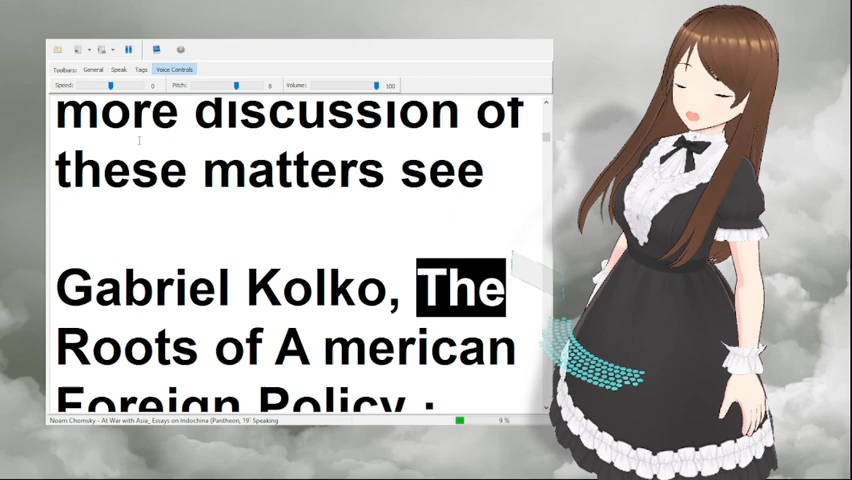 Toolbars: General Speak Tags Voice Controls
Speed: 0 Pitch: 8 Volume: 100
more discussion of
these matters see
Gabriel Kolko, The
Roots of A merican
Foreign Policy :
Noam Chomsky - At War with Asia_ Essays on Indochina (Pantheon, 19' Speaking 9 %